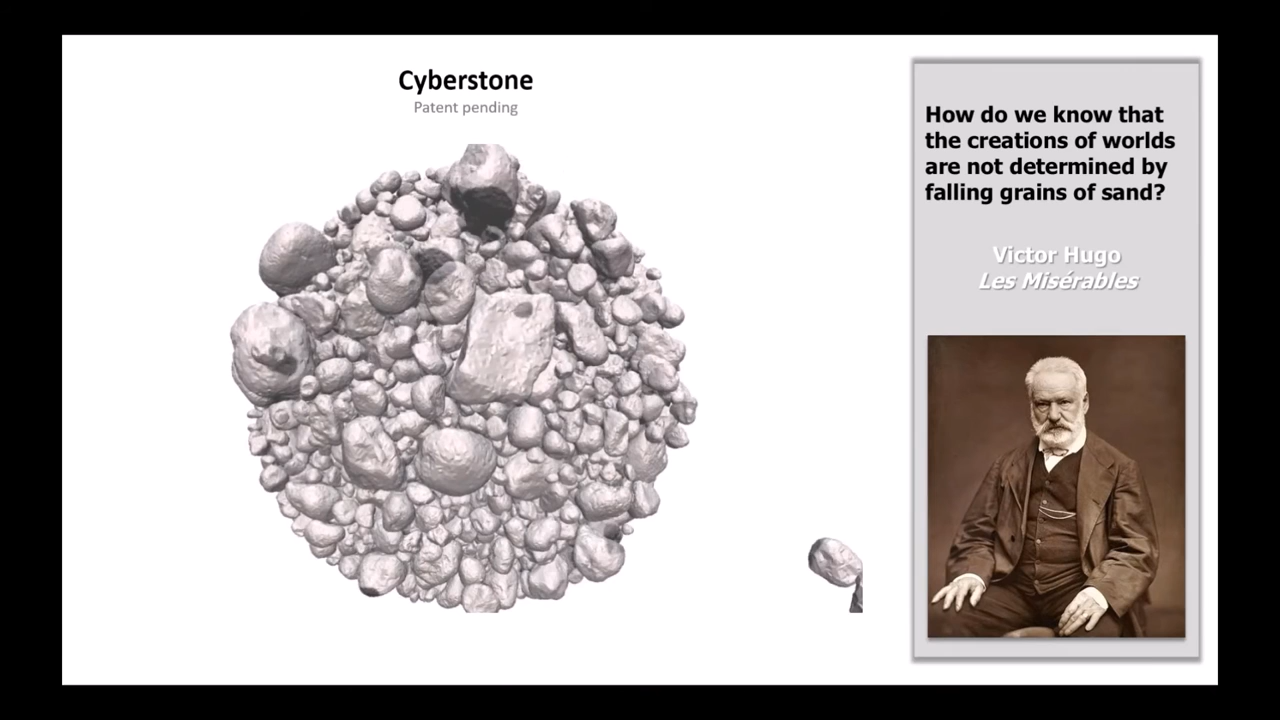 Cyberstone
Patent pending
How do we know that
the creations of worlds
are not determined by
falling grains of sand?
Victor Hugo
Les Misérables